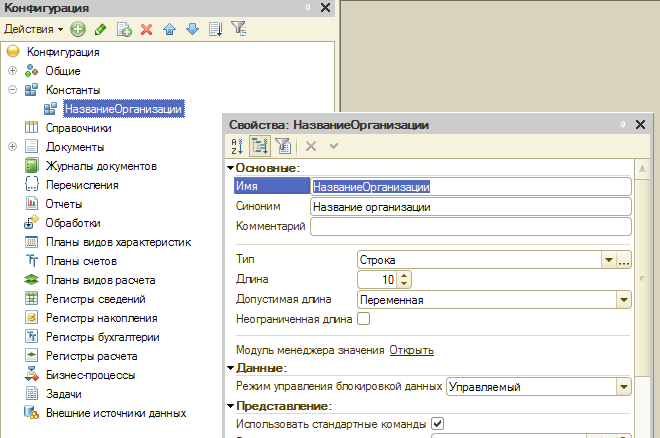 Конфигурация
Действия
Конфигурация
Общие
Константы
НазваниеОрганизации
Справочники
Документы
Журналы документов
Перечисления
Отчеты
Обработки
Планы видов характеристик
Планы счетов
Планы видов расчета
Регистры сведений
Регистры накопления
Регистры бухгалтерии
Регистры расчета
Бизнес-процессы
Задачи
Внешние источники данных
Свойства: НазваниеОрганизации
Основные:
Имя НазваниеОрганизации
Синоним Название организации
Комментарий
Тип Строка
Длина 10
Допустимая длина Переменная
Неограниченная длина
Модуль менеджера значения Открыть
Данные:
Режим управления блокировкой данных Управляемый
Представление:
Использовать стандартные команды